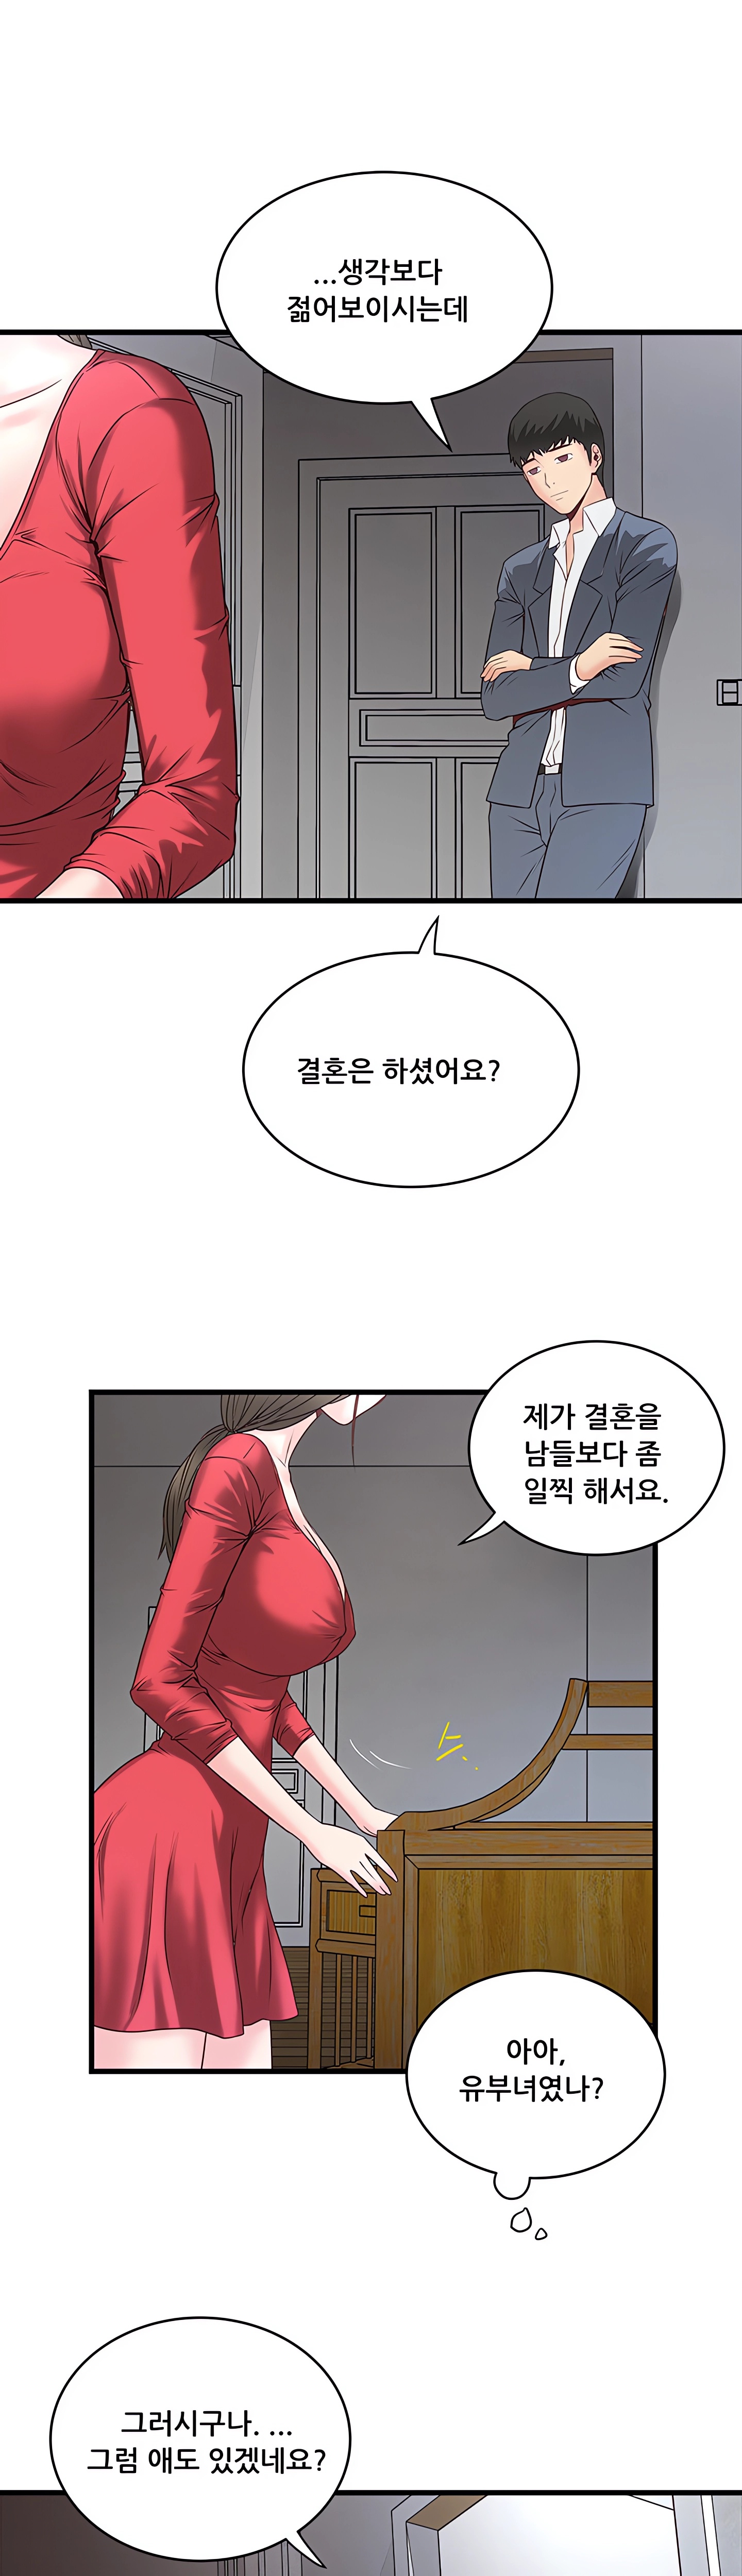 ...생각보다
젊어보이시는데
결혼은 하셨어요?
제가 결혼을
남들보다 좀
일찍 해서요.
스
아아,
유부녀였나?
그러시구나. ...
그럼 애도 있겠네요?